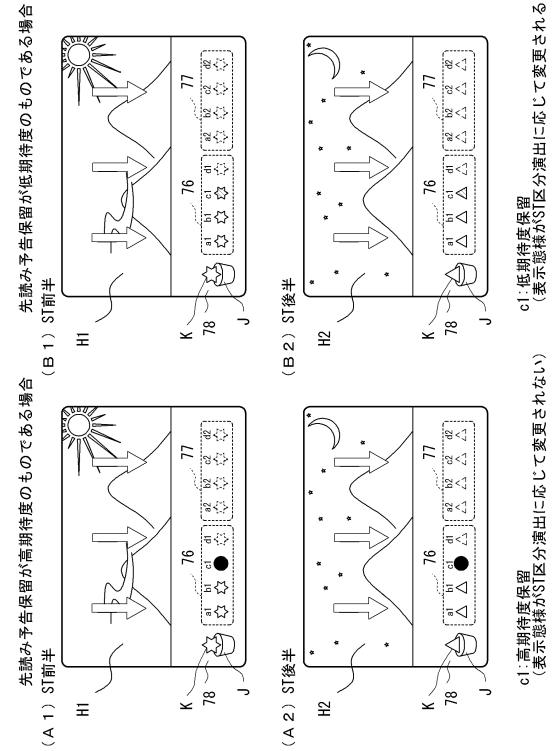 先読み予告保留が高期待度のものである場合
(A1) ST前半
H1
76
77
a1 b1 c1 d1
a2 b2 c2 d2
K
78
J
(A2) ST後半
H2
76
77
a1 b1 c1 d1
a2 b2 c2 d2
K
78
J
c1:高期待度保留
(表示態様がST区分演出に応じて変更されない)
先読み予告保留が低期待度のものである場合
(B1) ST前半
H1
76
77
a1 b1 c1 d1
a2 b2 c2 d2
K
78
J
(B2) ST後半
H2
76
77
a1 b1 c1 d1
a2 b2 c2 d2
K
78
J
c1:低期待度保留
(表示態様がST区分演出に応じて変更される)